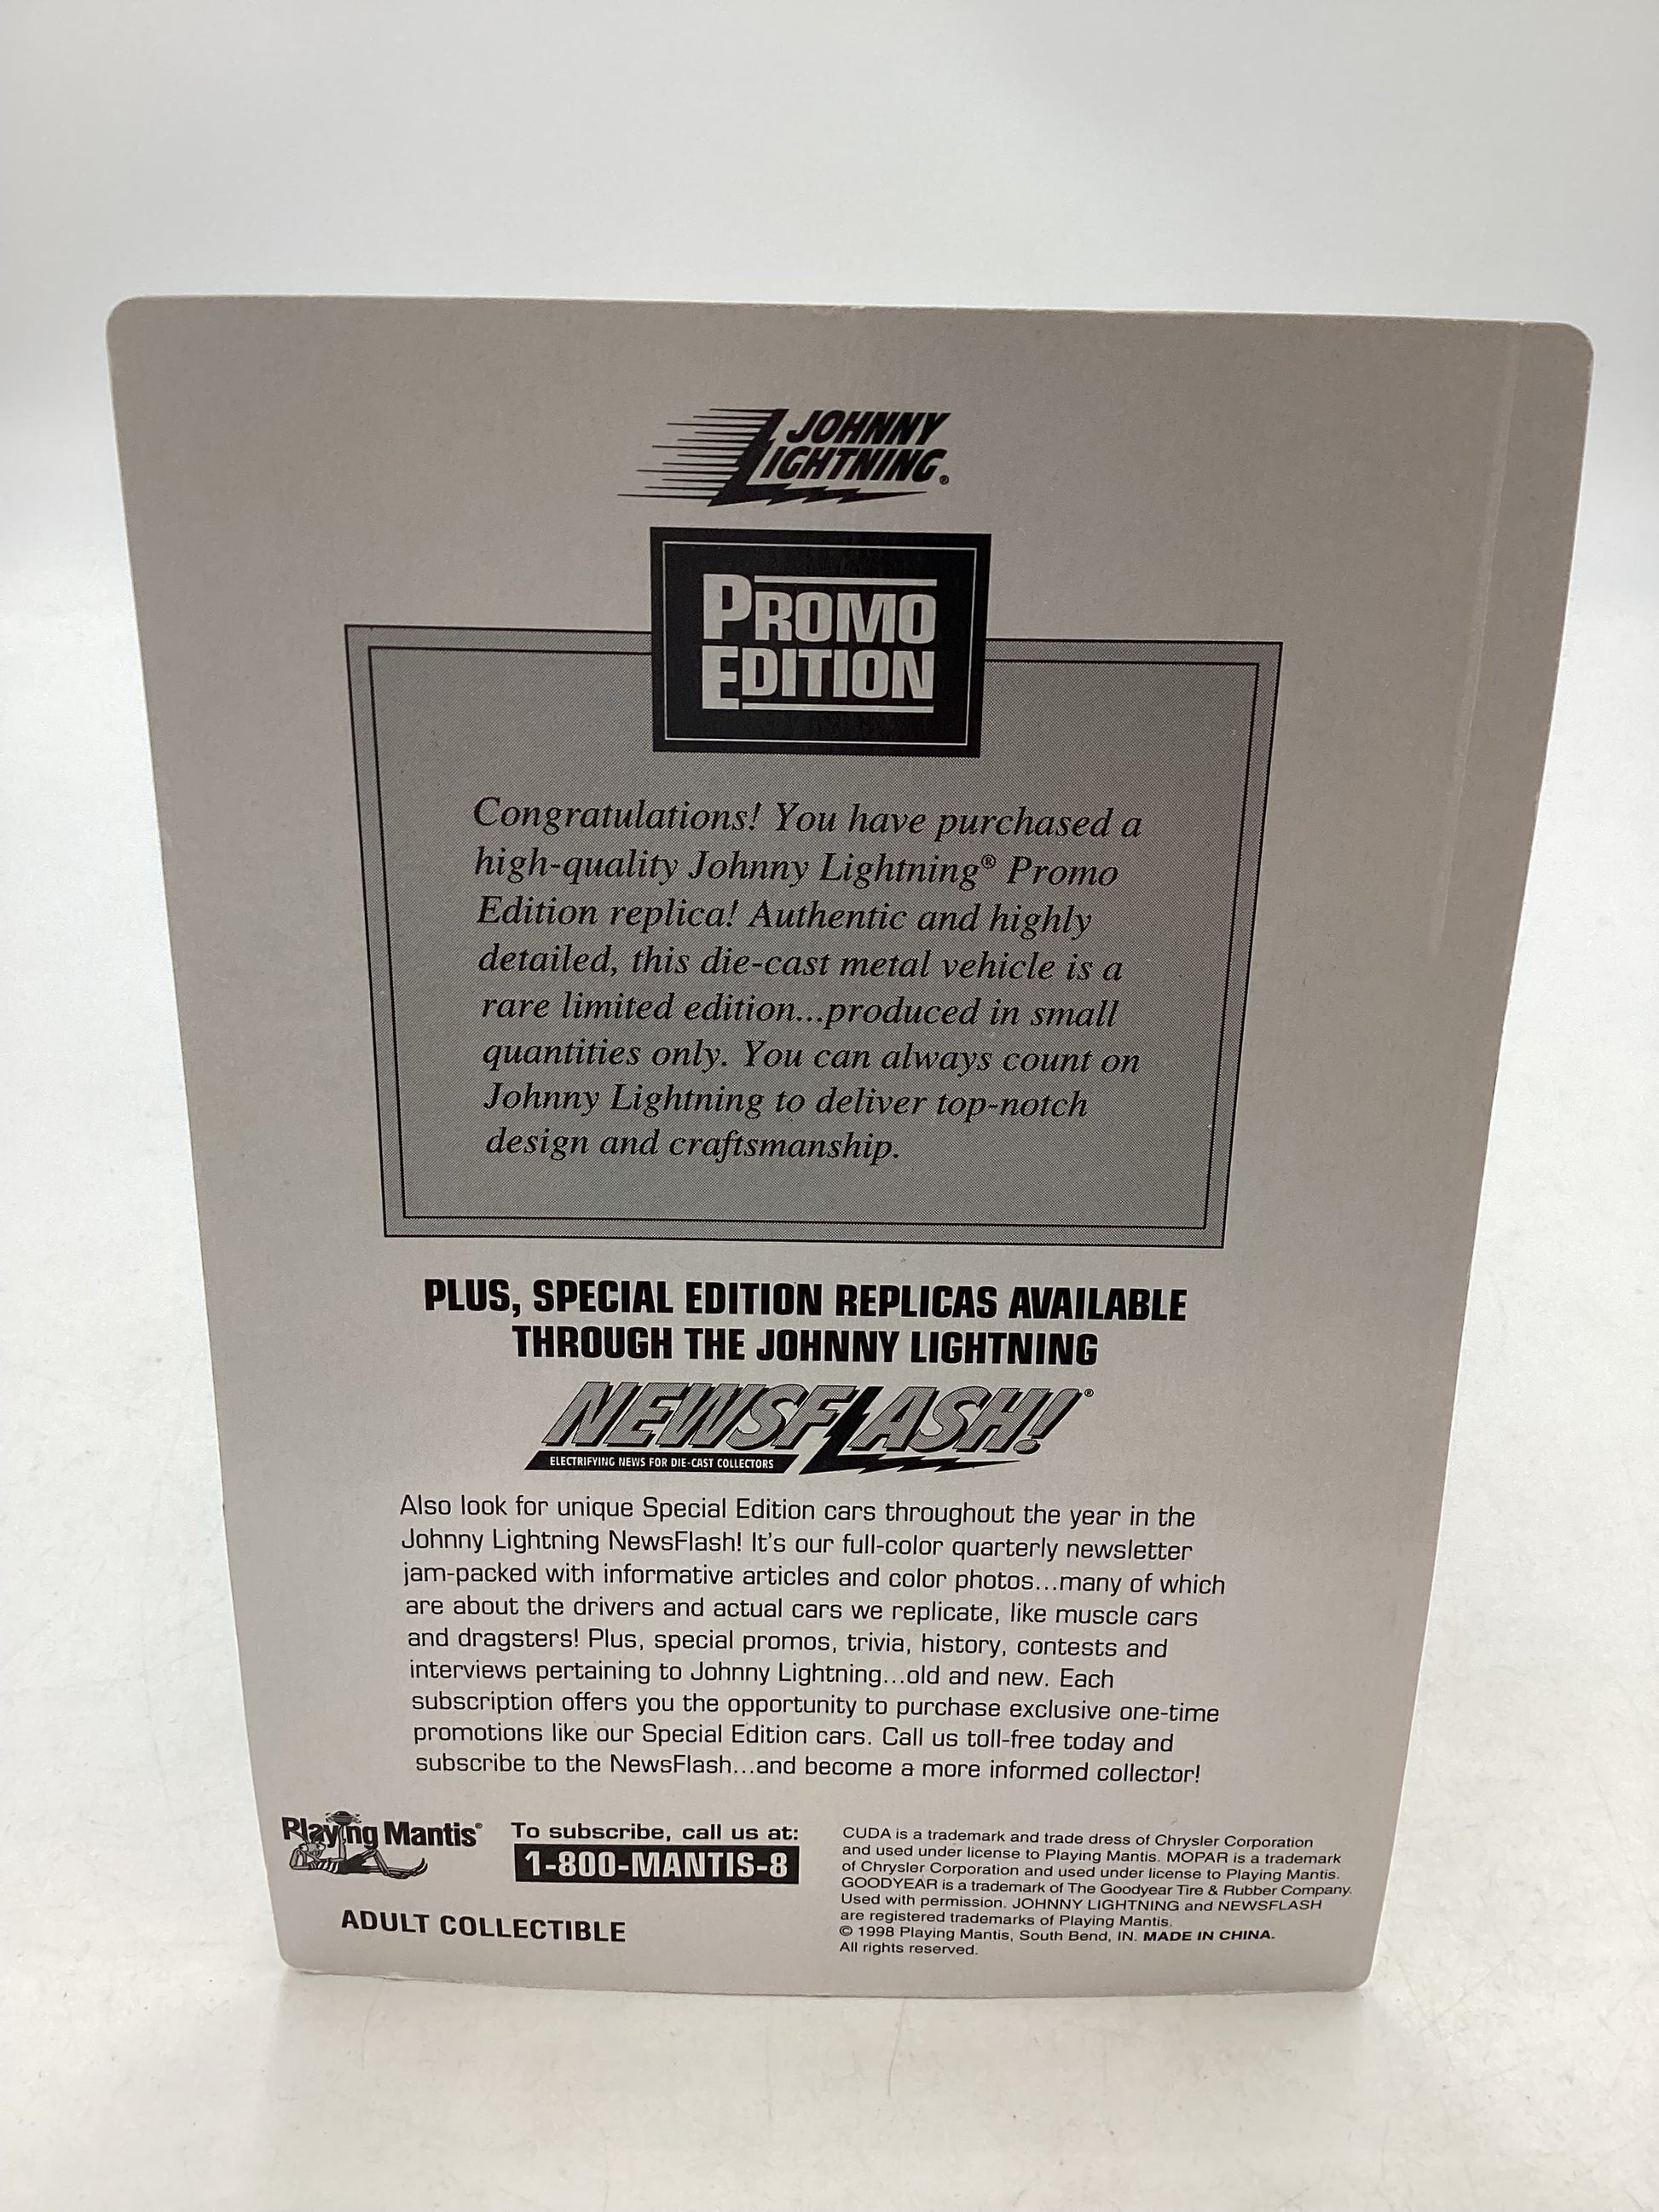 JOHNNY
LIGHTNING®
PROMO
EDITION
Congratulations! You have purchased a
high-quality Johnny Lightning® Promo
Edition replica! Authentic and highly
detailed, this die-cast metal vehicle is a
rare limited edition...produced in small
quantities only. You can always count on
Johnny Lightning to deliver top-notch
design and craftsmanship.
PLUS, SPECIAL EDITION REPLICAS AVAILABLE
THROUGH THE JOHNNY LIGHTNING
NEWSFLASH!®
ELECTRIFYING NEWS FOR DIE-CAST COLLECTORS
Also look for unique Special Edition cars throughout the year in the
Johnny Lightning NewsFlash! It's our full-color quarterly newsletter
jam-packed with informative articles and color photos...many of which
are about the drivers and actual cars we replicate, like muscle cars
and dragsters! Plus, special promos, trivia, history, contests and
interviews pertaining to Johnny Lightning...old and new. Each
subscription offers you the opportunity to purchase exclusive one-time
promotions like our Special Edition cars. Call us toll-free today and
subscribe to the NewsFlash...and become a more informed collector!
Playing Mantis®
To subscribe, call us at:
1-800-MANTIS-8
ADULT COLLECTIBLE
CUDA is a trademark and trade dress of Chrysler Corporation
and used under license to Playing Mantis. MOPAR is a trademark
of Chrysler Corporation and used under license to Playing Mantis.
GOODYEAR is a trademark of The Goodyear Tire & Rubber Company.
Used with permission. JOHNNY LIGHTNING and NEWSFLASH
are registered trademarks of Playing Mantis.
© 1998 Playing Mantis, South Bend, IN. MADE IN CHINA.
All rights reserved.